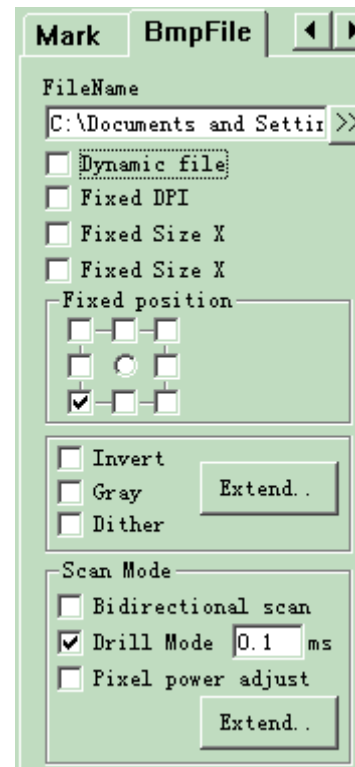 Mark BmpFile
FileName
C:\Documents and Settir >>
Dynamic file
Fixed DPI
Fixed Size X
Fixed Size X
Fixed position
Invert
Gray Extend..
Dither
Scan Mode
Bidirectional scan
Drill Mode 0.1 ms
Pixel power adjust
Extend..